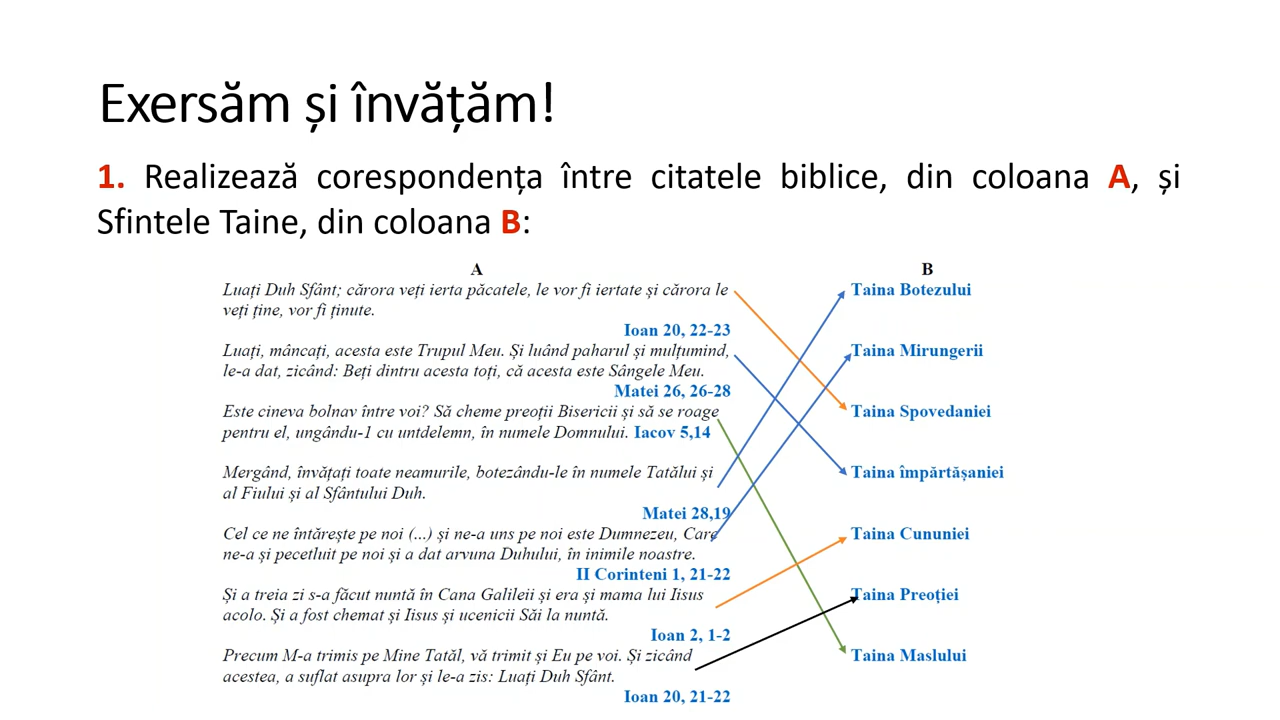 Exersăm și învățăm!
1. Realizează corespondența între citatele biblice, din coloana A, și
Sfintele Taine, din coloana B:
A
B
Luați Duh Sfânt; cărora veți ierta păcatele, le vor fi iertate și cărora le
veți ține, vor fi ținute.
Ioan 20, 22-23
Taina Botezului
Luați, mâncați, acesta este Trupul Meu. Și luând paharul și mulțumind,
le-a dat, zicând: Beți dintru acesta toți, că acesta este Sângele Meu.
Matei 26, 26-28
Taina Mirungerii
Este cineva bolnav între voi? Să cheme preoții Bisericii și să se roage
pentru el, ungându-1 cu untdelemn, în numele Domnului. Iacov 5,14
Taina Spovedaniei
Mergând, învățați toate neamurile, botezându-le în numele Tatălui și
al Fiului și al Sfântului Duh.
Matei 28,19
Taina împărtășaniei
Cel ce ne întărește pe noi (...) și ne-a uns pe noi este Dumnezeu, Care
ne-a și pecetluit pe noi și a dat arvuna Duhului, în inimile noastre.
II Corinteni 1, 21-22
Taina Cununiei
Și a treia zi s-a făcut nuntă în Cana Galileii și era și mama lui Iisus
acolo. Și a fost chemat și Iisus și ucenicii Săi la nuntă.
Ioan 2, 1-2
Taina Preoției
Precum M-a trimis pe Mine Tatăl, vă trimit și Eu pe voi. Și zicând
acestea, a suflat asupra lor și le-a zis: Luați Duh Sfânt.
Ioan 20, 21-22
Taina Maslului